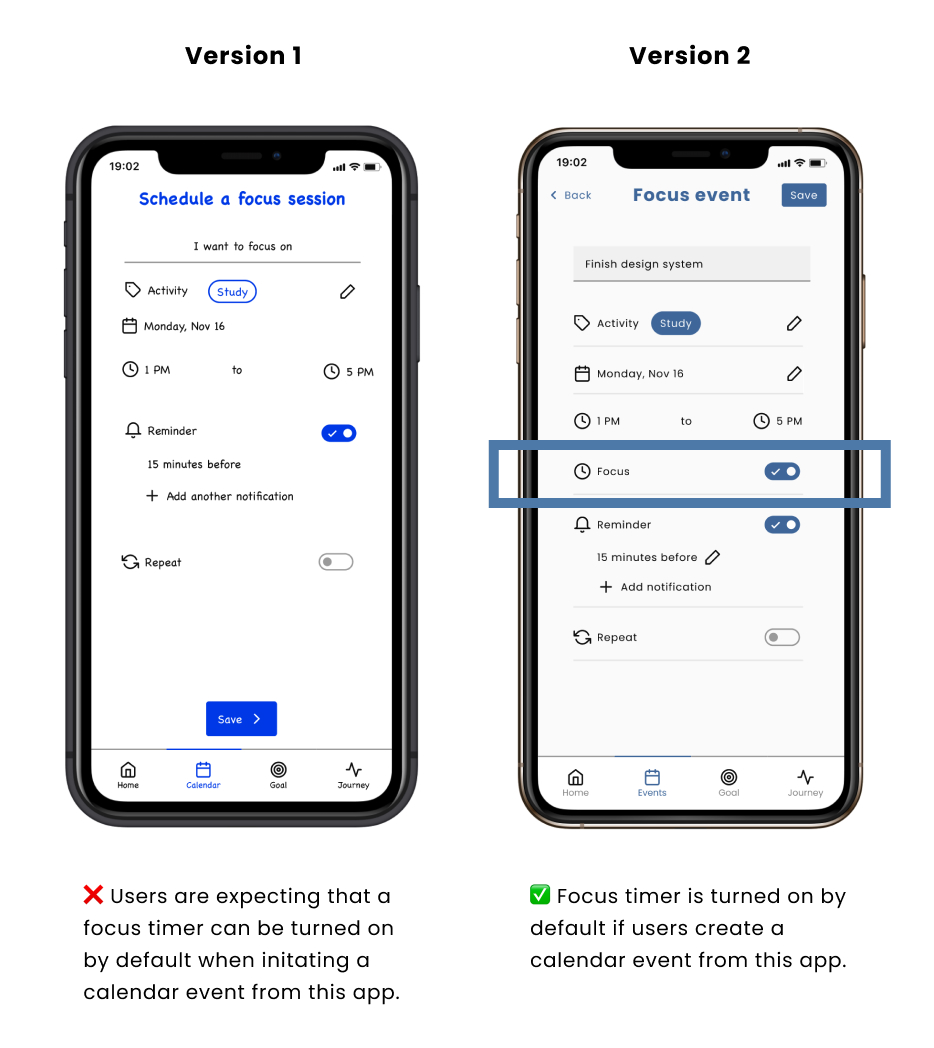 Version 1
19:02
Schedule a focus session
I want to focus on
Activity Study
Monday, Nov 16
1 PM to 5 PM
Reminder
15 minutes before
+ Add another notification
Repeat
Save >
Home Calendar Goal Journey
❌ Users are expecting that a
focus timer can be turned on
by default when initating a
calendar event from this app.
Version 2
19:02
< Back Focus event Save
Finish design system
Activity Study
Monday, Nov 16
1 PM to 5 PM
Focus
Reminder
15 minutes before
+ Add notification
Repeat
Home Events Goal Journey
✅ Focus timer is turned on by
default if users create a
calendar event from this app.